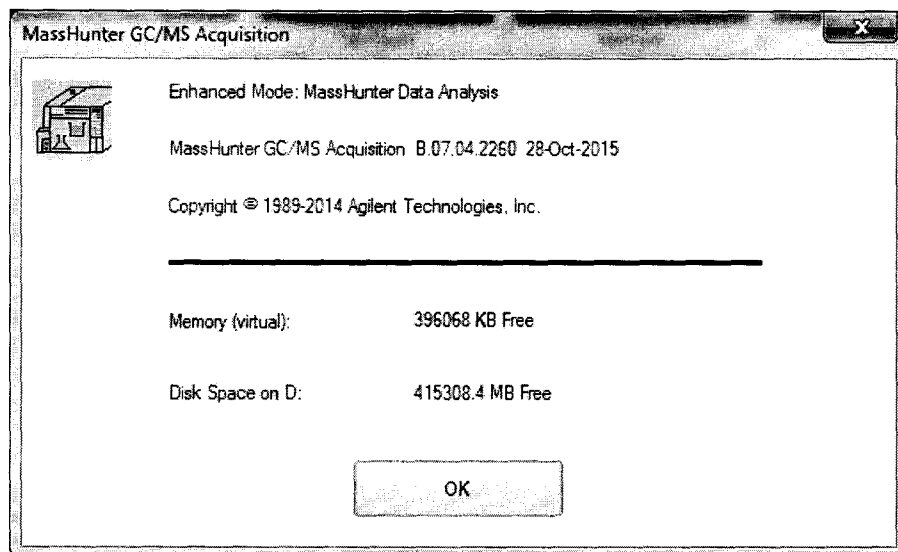 MassHunter GC/MS Acquisition
Enhanced Mode: MassHunter Data Analysis
MassHunter GC/MS Acquisition B.07.04.2260 28-Oct-2015
Copyright © 1989-2014 Agilent Technologies, Inc.
Memory (virtual): 396068 KB Free
Disk Space on D: 415308.4 MB Free
OK